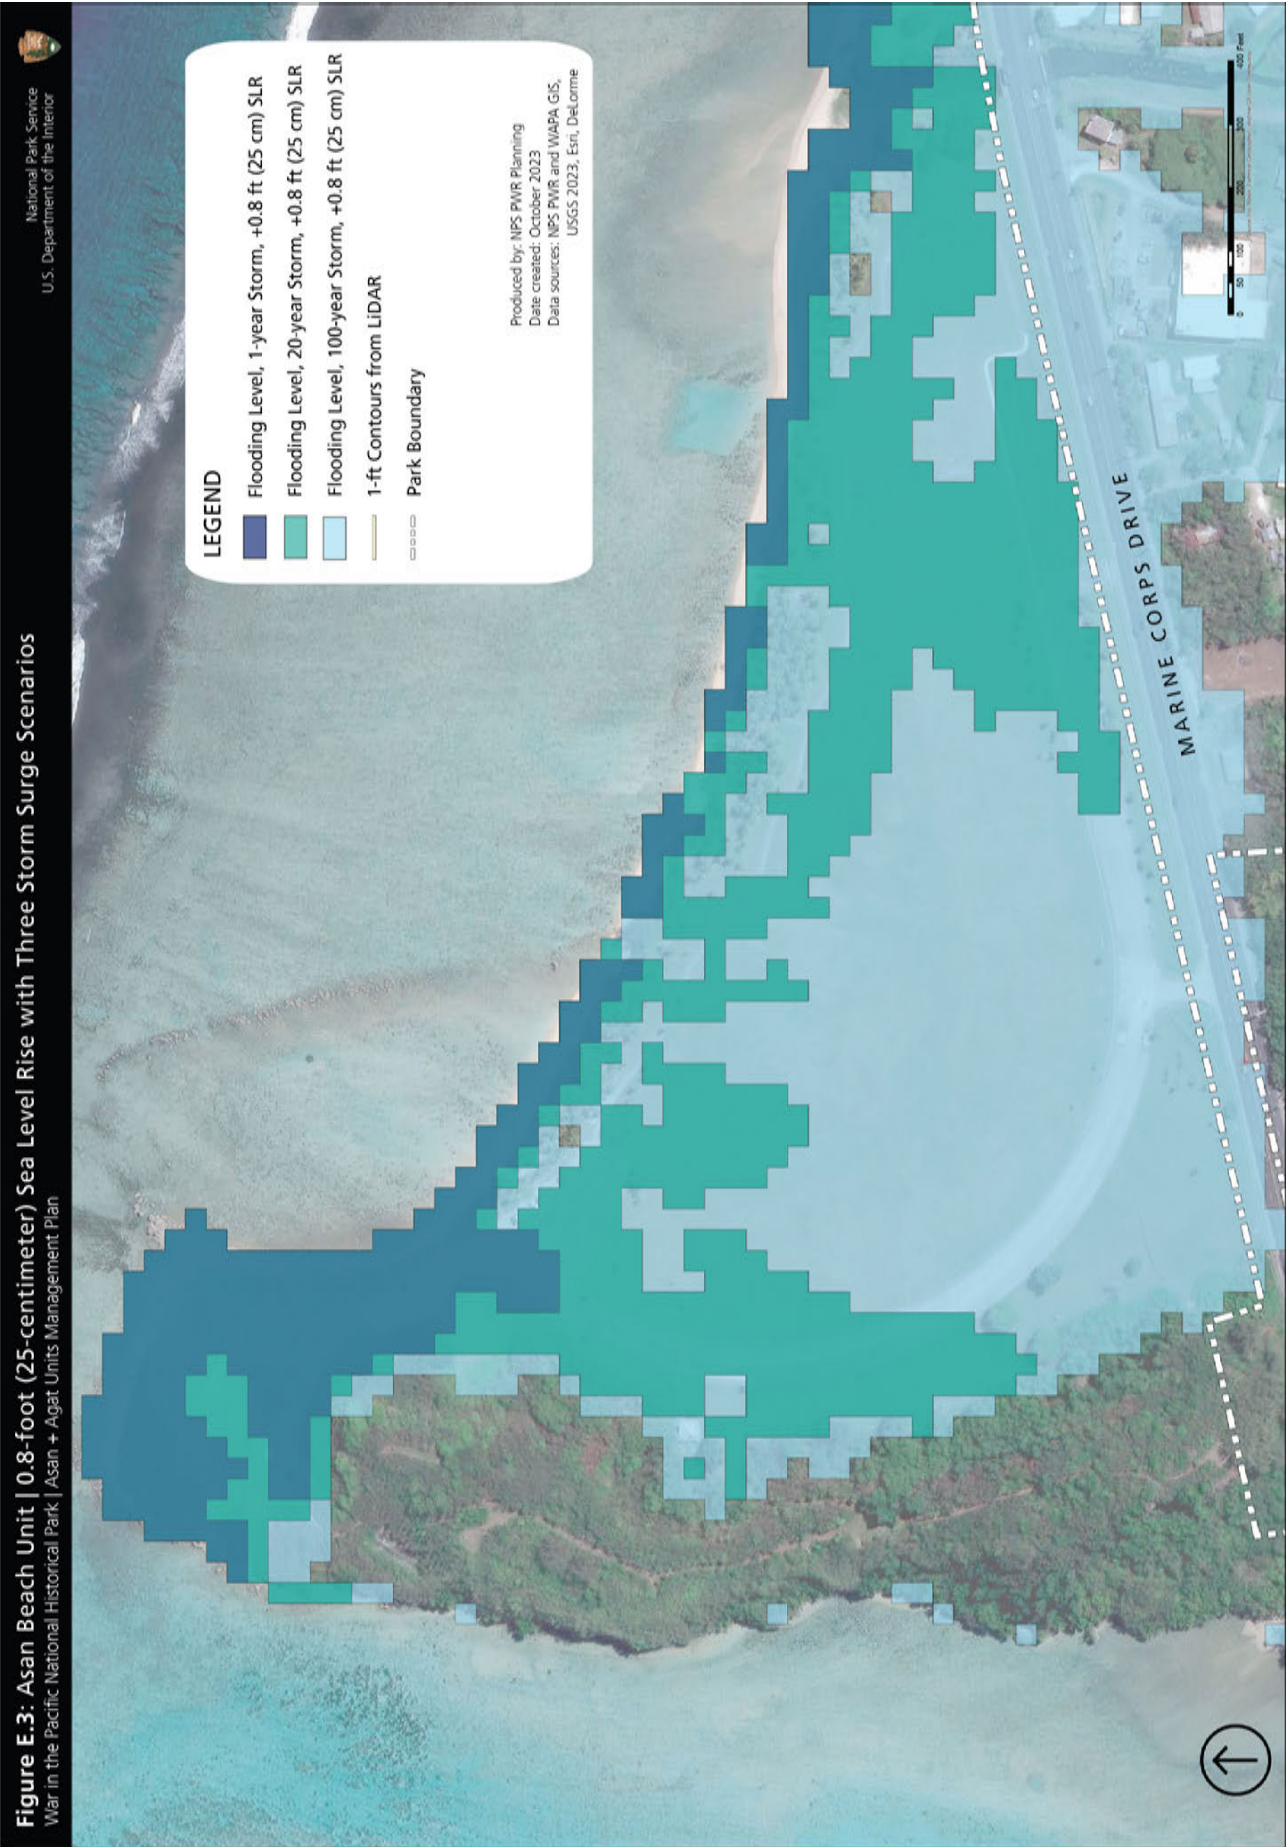 Figure E.3: Asan Beach Unit | 0.8-foot (25-centimeter) Sea Level Rise with Three Storm Surge Scenarios
War in the Pacific National Historical Park | Asan + Agat Units Management Plan
National Park Service
U.S. Department of the Interior
LEGEND
Flooding Level, 1-year Storm, +0.8 ft (25 cm) SLR
Flooding Level, 20-year Storm, +0.8 ft (25 cm) SLR
Flooding Level, 100-year Storm, +0.8 ft (25 cm) SLR
1-ft Contours from LiDAR
Park Boundary
Produced by: NPS PWR Planning
Date created: October 2023
Data sources: NPS PWR and WAPA GIS,
USGS 2023, Esri, DeLorme
MARINE CORPS DRIVE
0 50 100 200 300 400 Feet